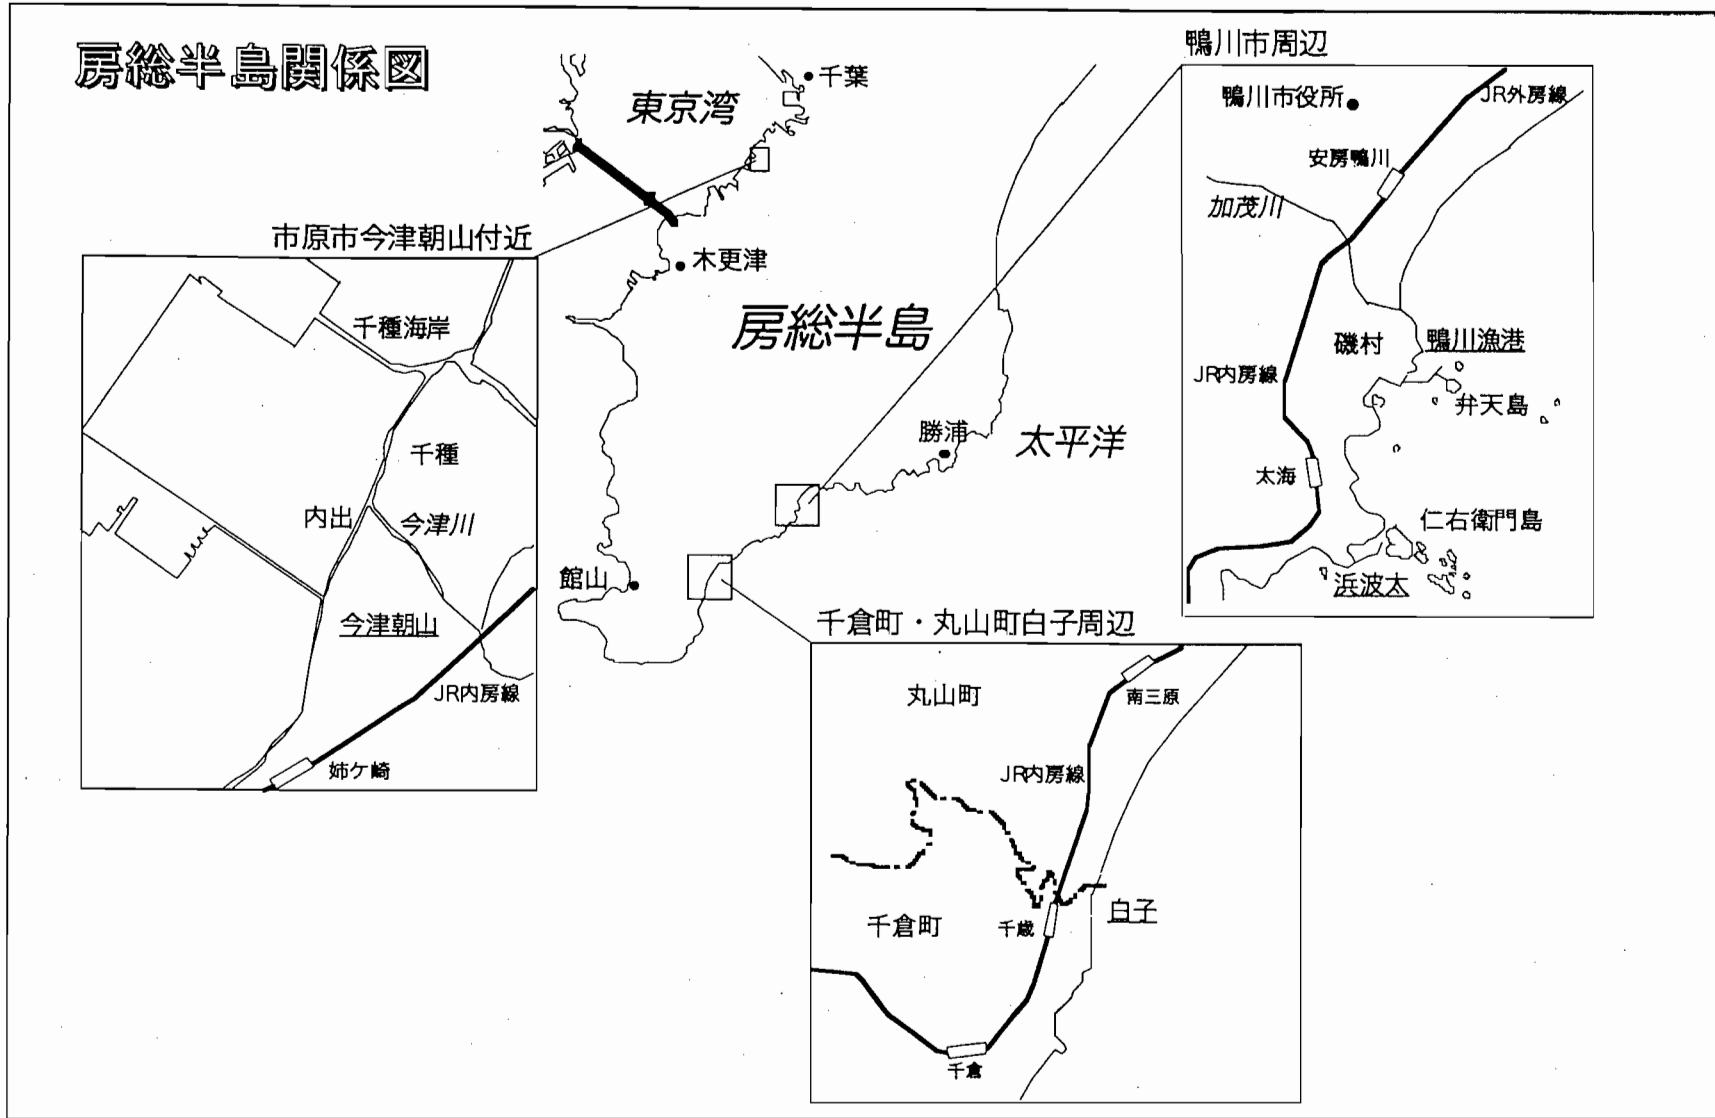 房総半島関係図
東京湾
千葉
木更津
房総半島
勝浦
太平洋
館山
市原市今津朝山付近
千種海岸
千種
内出
今津川
今津朝山
JR内房線
姉ケ崎
鴨川市周辺
鴨川市役所
JR外房線
安房鴨川
加茂川
磯村
鴨川漁港
JR内房線
弁天島
太海
仁右衛門島
浜波太
千倉町・丸山町白子周辺
丸山町
南三原
JR内房線
千倉町
千歳
白子
千倉